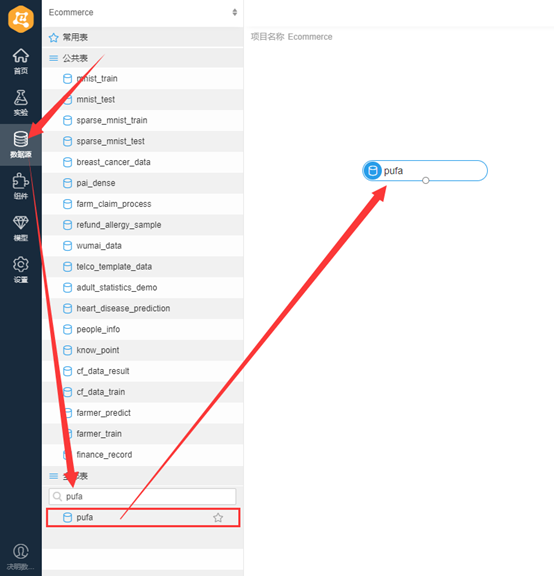 Ecommerce
首页
实验
数据源
组件
模型
设置
决明数...
常用表
公共表
mnist_train
mnist_test
sparse_mnist_train
sparse_mnist_test
breast_cancer_data
pai_dense
farm_claim_process
refund_allergy_sample
wumai_data
telco_template_data
adult_statistics_demo
heart_disease_prediction
people_info
know_point
cf_data_result
cf_data_train
farmer_predict
farmer_train
finance_record
全部表
pufa
pufa
项目名称 Ecommerce
pufa